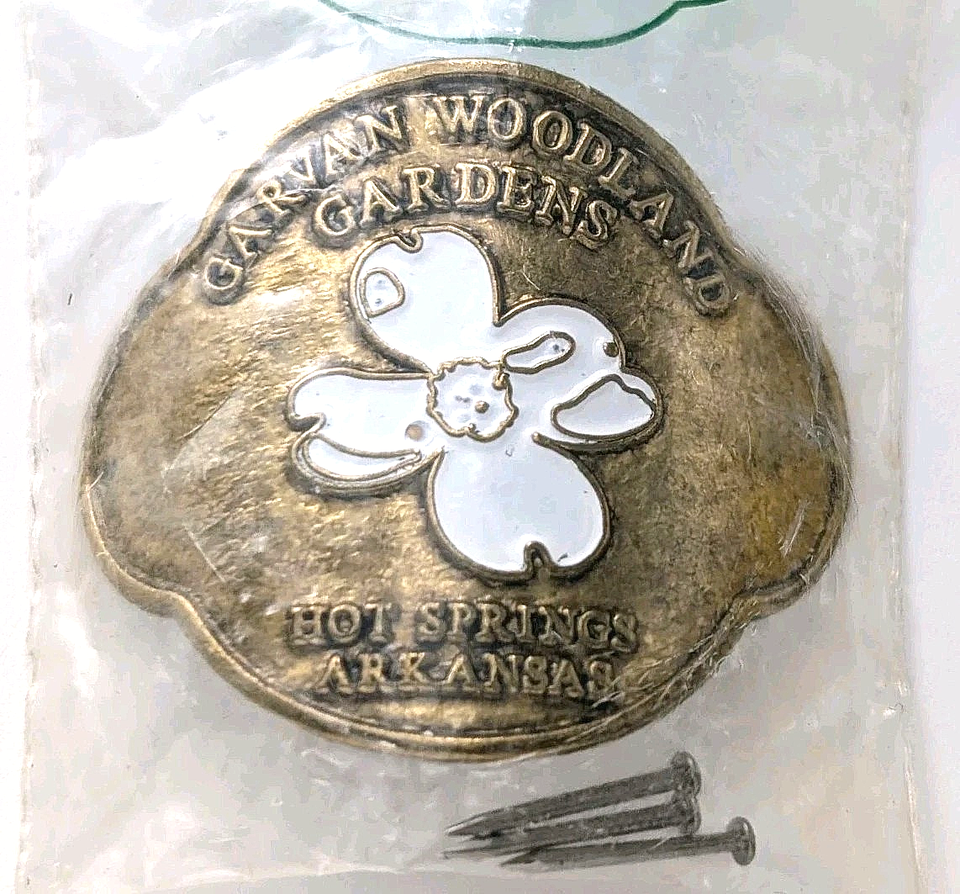 GARVAN WOODLAND
GARDENS
HOT SPRINGS
ARKANSAS